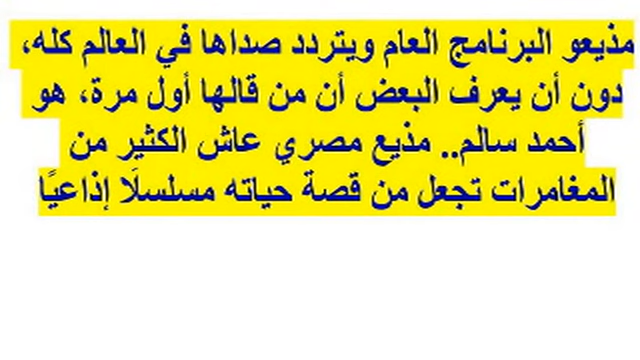 مذيعو البرنامج العام ويتردد صداها في العالم كله،
دون أن يعرف البعض أن من قالها أول مرة، هو
أحمد سالم.. مذيع مصري عاش الكثير من
المغامرات تجعل من قصة حياته مسلسلًا إذاعيًا